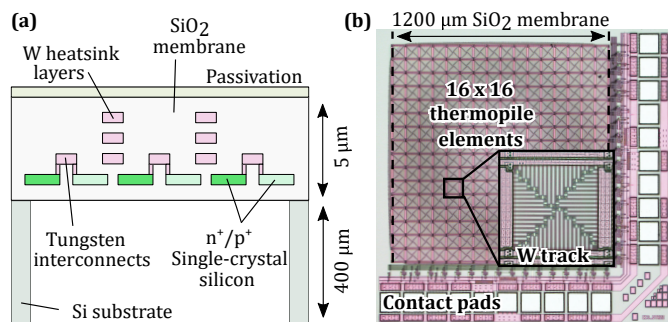 (a)
SiO2
membrane
W heatsink
layers
Passivation
5 μm
400 μm
Tungsten
interconnects
n+/p+
Single-crystal
silicon
Si substrate
(b)
1200 μm SiO2 membrane
16 x 16
thermopile
elements
W track
Contact pads